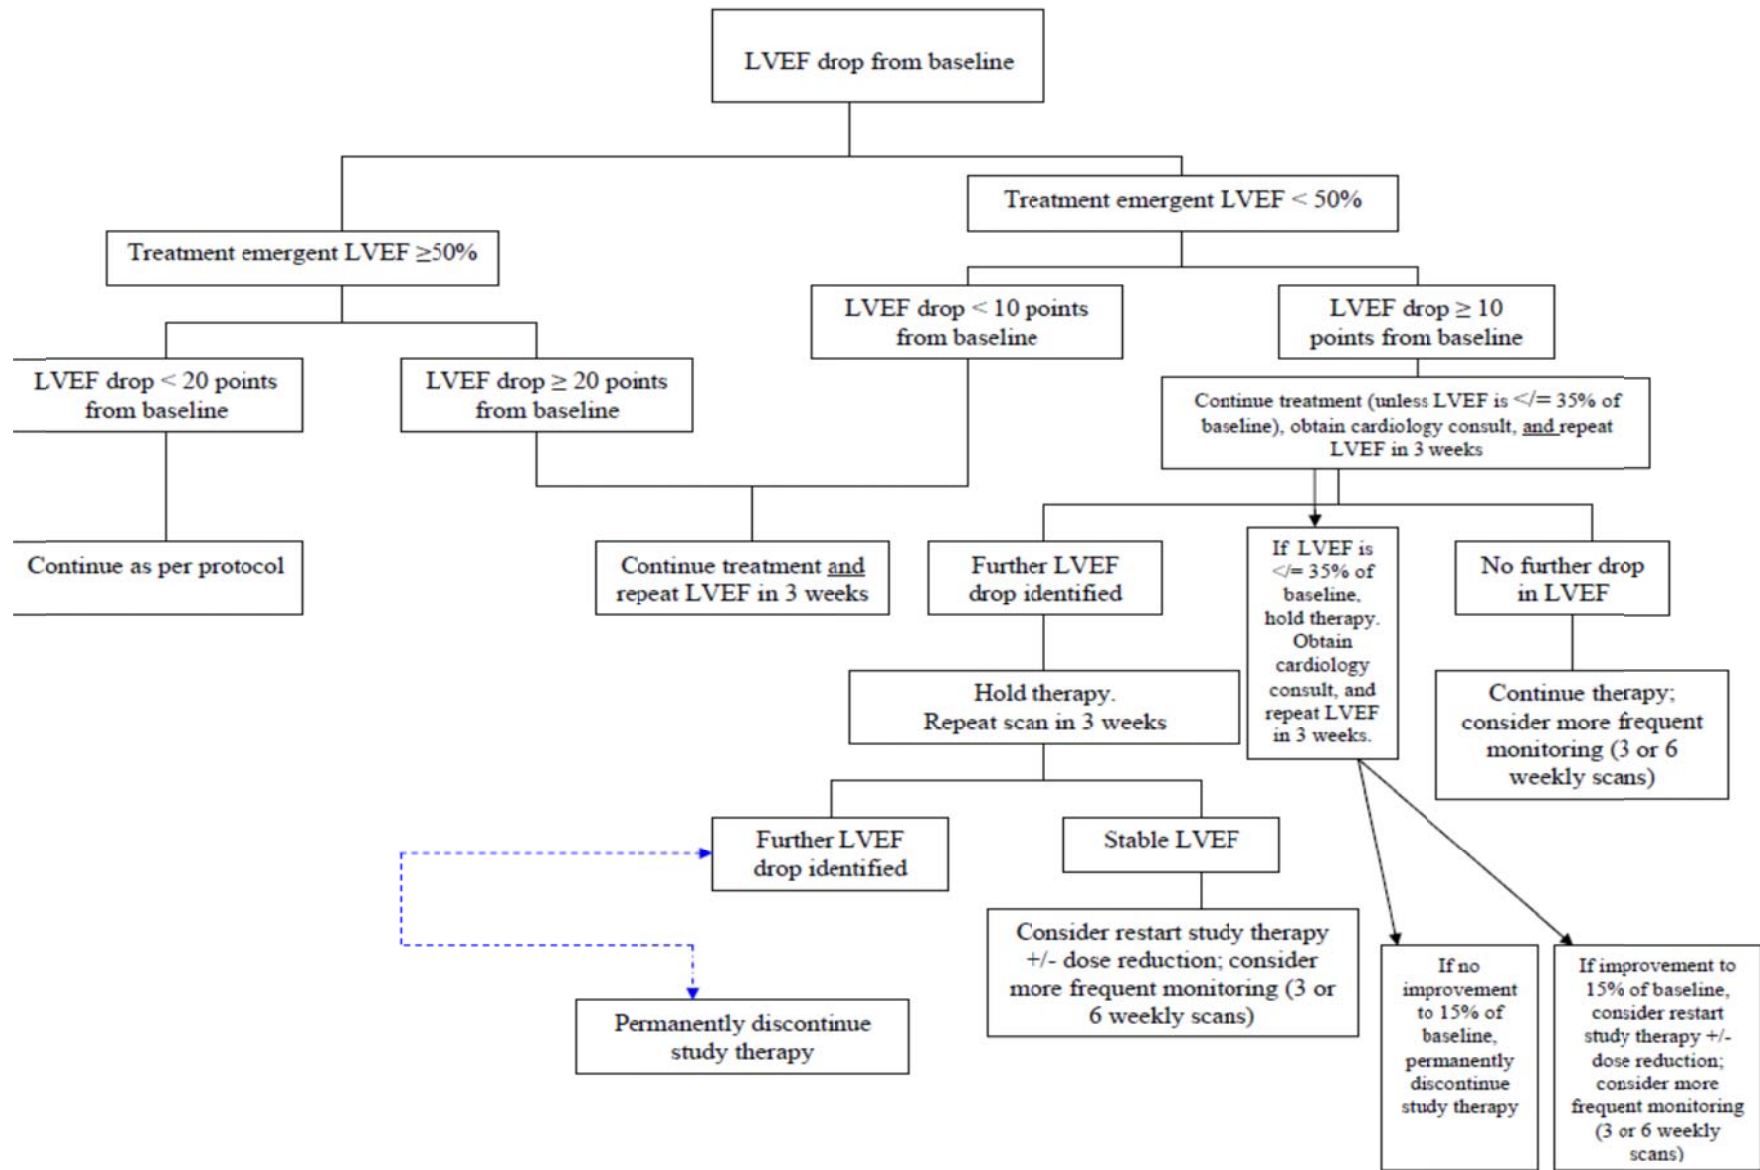 LVEF drop from baseline
Treatment emergent LVEF < 50%
Treatment emergent LVEF ≥50%
LVEF drop < 10 points
from baseline
LVEF drop ≥ 10
points from baseline
LVEF drop < 20 points
from baseline
LVEF drop ≥ 20 points
from baseline
Continue treatment (unless LVEF is </= 35% of
baseline), obtain cardiology consult, and repeat
LVEF in 3 weeks
Continue as per protocol
Continue treatment and
repeat LVEF in 3 weeks
Further LVEF
drop identified
If LVEF is
</= 35% of
baseline,
hold therapy.
Obtain
cardiology
consult, and
repeat LVEF
in 3 weeks.
No further drop
in LVEF
Hold therapy.
Repeat scan in 3 weeks
Continue therapy;
consider more frequent
monitoring (3 or 6
weekly scans)
Further LVEF
drop identified
Stable LVEF
Consider restart study therapy
+/- dose reduction; consider
more frequent monitoring (3 or
6 weekly scans)
Permanently discontinue
study therapy
If no
improvement
to 15% of
baseline,
permanently
discontinue
study therapy
If improvement to
15% of baseline,
consider restart
study therapy +/-
dose reduction;
consider more
frequent monitoring
(3 or 6 weekly
scans)